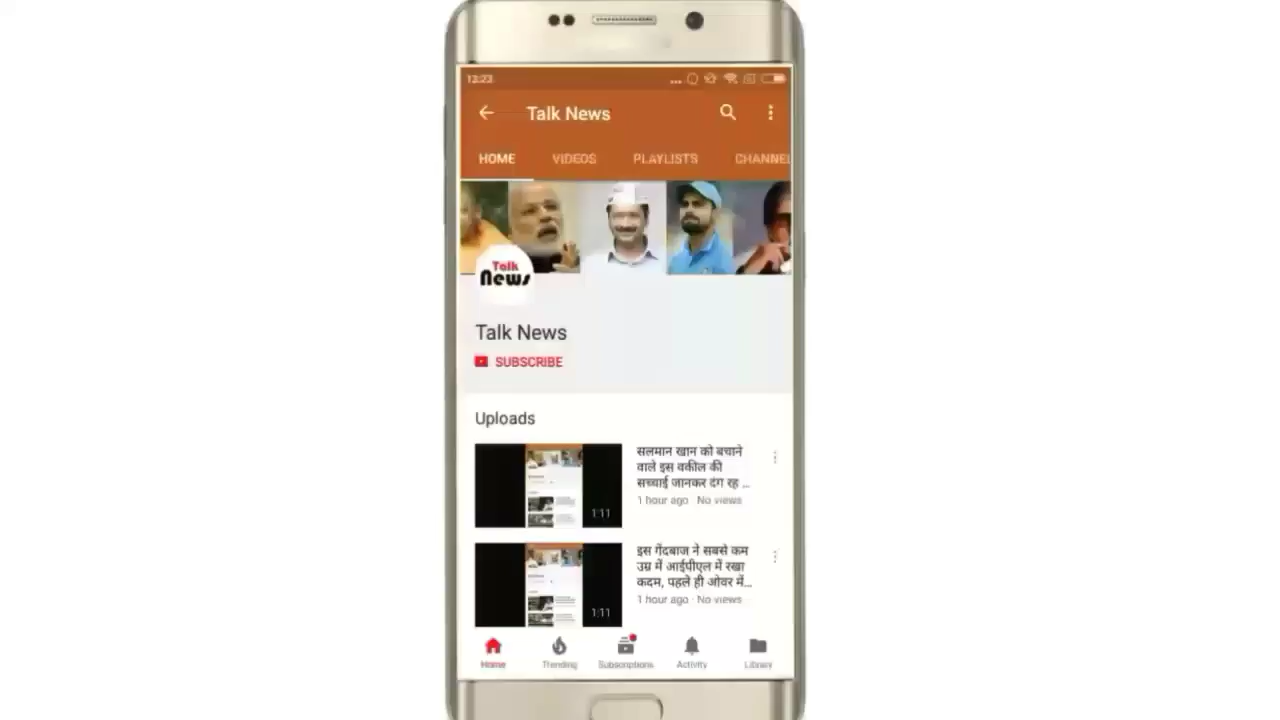 12:23
Talk News
HOME VIDEOS PLAYLISTS CHANNEL
Talk
News
Talk News
SUBSCRIBE
Uploads
सलमान खान को बचाने
वाले इस वकील की
सच्चाई जानकर दंग रह ...
1 hour ago · No views
1:11
इस गेंदबाज ने सबसे कम
उम्र में आईपीएल में रखा
कदम, पहले ही ओवर में...
1 hour ago · No views
1:11
Home Trending Subscriptions Activity Library